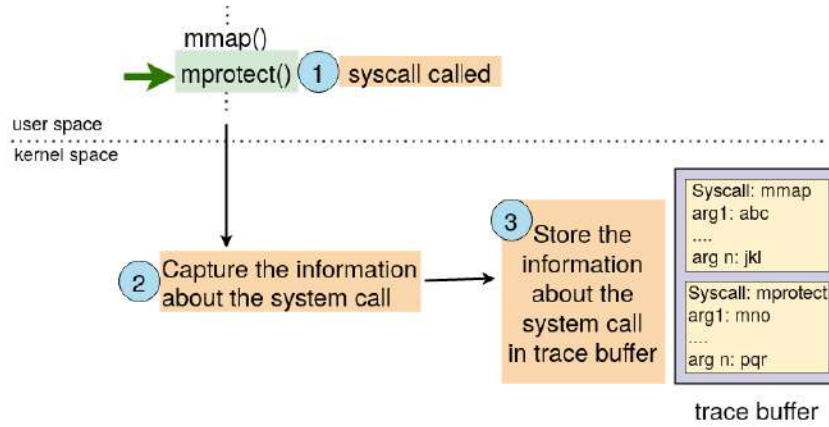 mmap()
mprotect()
1
syscall called
user space
kernel space
2
Capture the information
about the system call
3
Store the
information
about the
system call
in trace buffer
Syscall: mmap
arg1: abc
....
arg n: jkl
Syscall: mprotect
arg1: mno
....
arg n: pqr
trace buffer